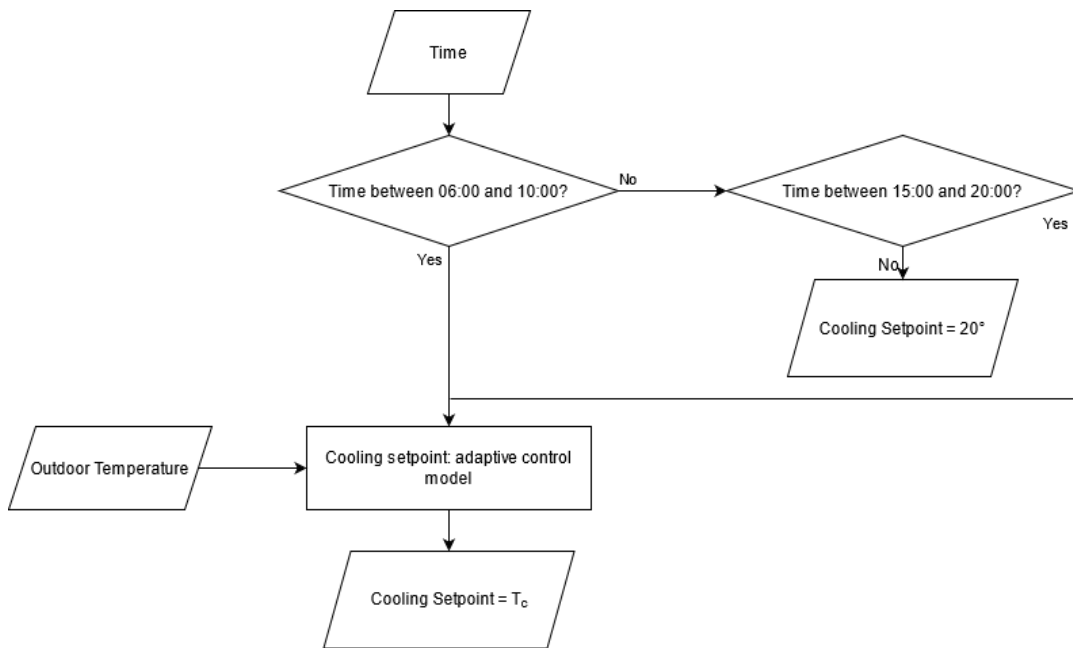 Time
Time between 06:00 and 10:00?
No
Time between 15:00 and 20:00?
Yes
Yes
No
Cooling Setpoint = 20°
Outdoor Temperature
Cooling setpoint: adaptive control
model
Cooling Setpoint = Tc